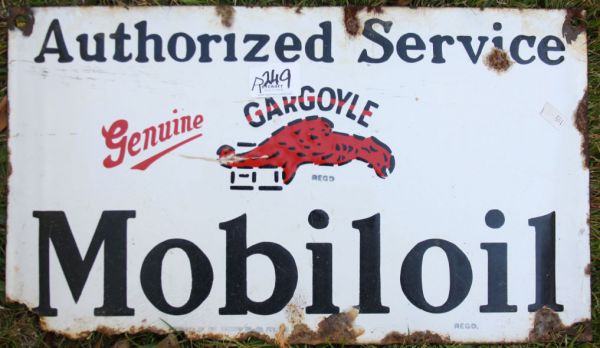 Authorized Service
249
GARGOYLE
Genuine
REGD.
Mobiloil
REGD.